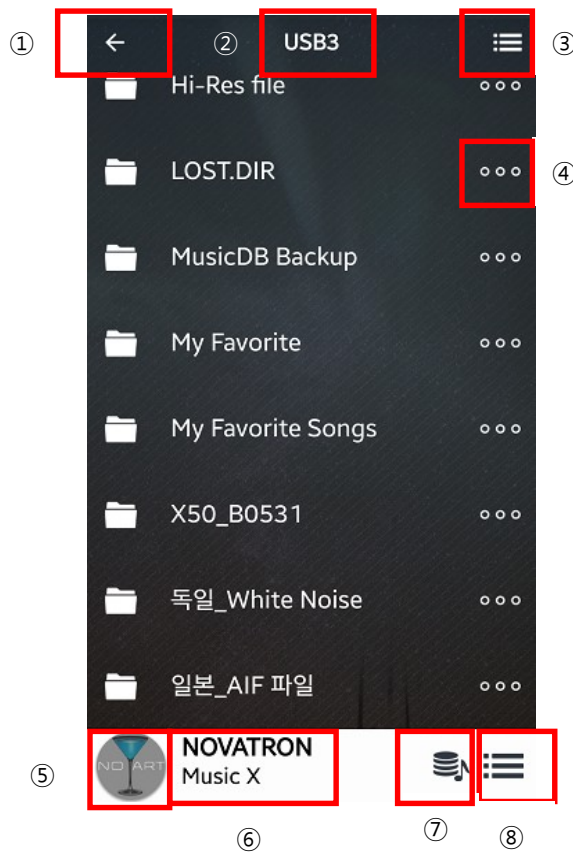 ① ② USB3 ③
Hi-Res file
LOST.DIR ④
MusicDB Backup
My Favorite
My Favorite Songs
X50_B0531
독일_White Noise
일본_AIF 파일
NO ART NOVATRON
Music X
⑤
⑥ ⑦ ⑧